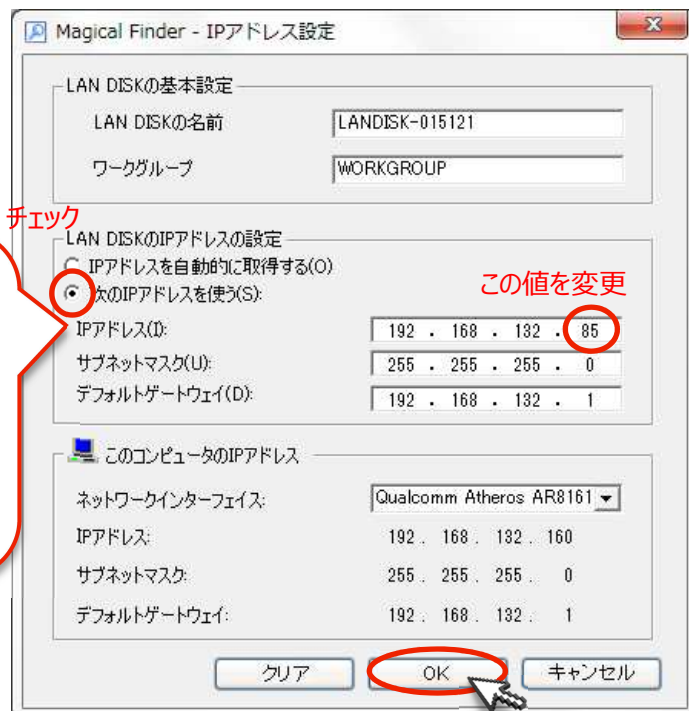 Magical Finder - IPアドレス設定
LAN DISKの基本設定
LAN DISKの名前 LANDISK-015121
ワークグループ WORKGROUP
チェック
LAN DISKのIPアドレスの設定
IPアドレスを自動的に取得する(O)
この値を変更
次のIPアドレスを使う(S):
IPアドレス(I): 192 . 168 . 132 . 85
サブネットマスク(U): 255 . 255 . 255 . 0
デフォルトゲートウェイ(D): 192 . 168 . 132 . 1
このコンピュータのIPアドレス
ネットワークインターフェイス: Qualcomm Atheros AR8161
IPアドレス: 192 . 168 . 132 . 160
サブネットマスク: 255 . 255 . 255 . 0
デフォルトゲートウェイ: 192 . 168 . 132 . 1
クリア OK キャンセル